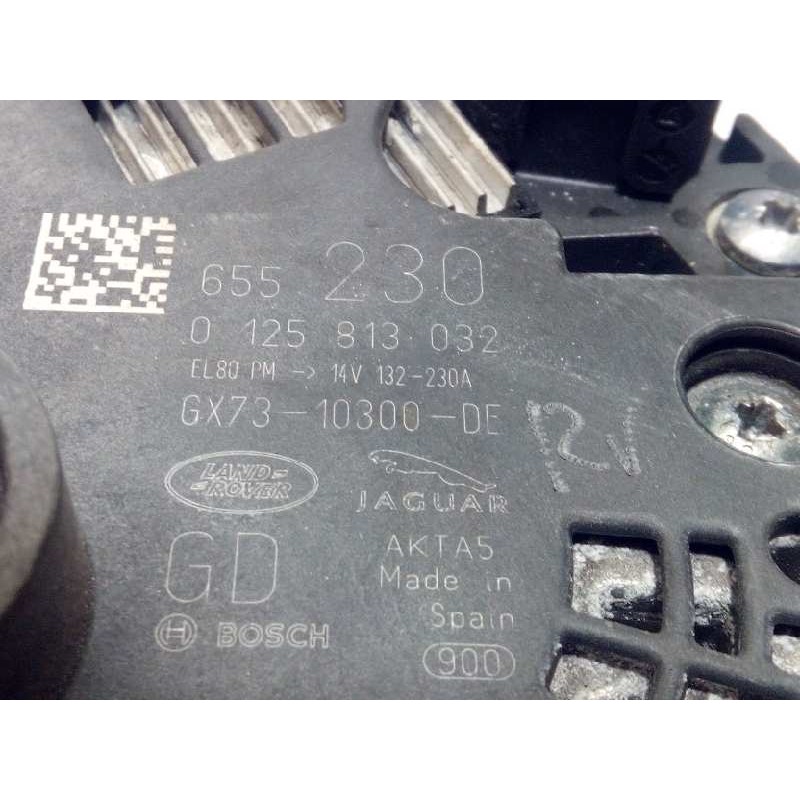 655 230
0 125 813 032
EL80 PM -> 14V 132-230A
GX73-10300-DE
LAND
ROVER
JAGUAR
GD
AKTA5
Made in
Spain
BOSCH
900